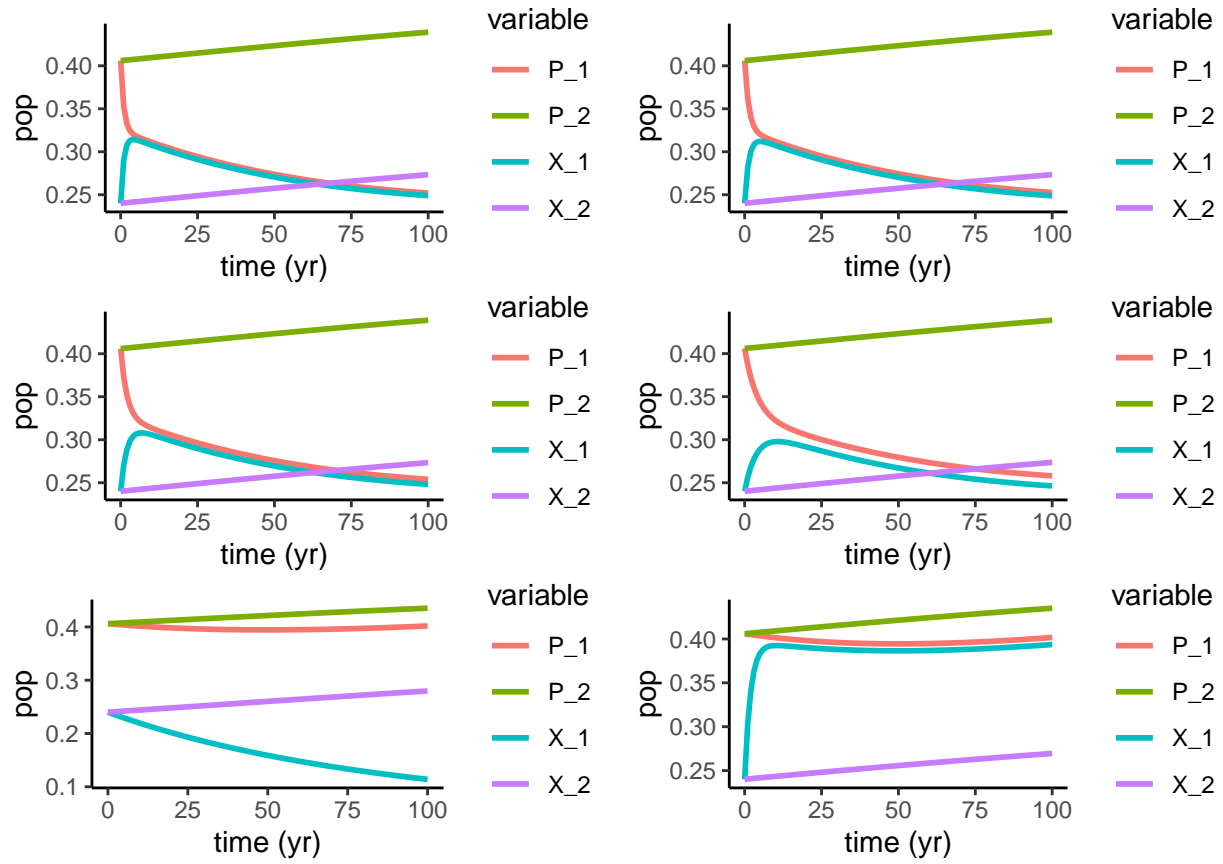 variable
P_1
P_2
X_1
X_2
pop
0.40
0.35
0.30
0.25
0 25 50 75 100
time (yr)
variable
P_1
P_2
X_1
X_2
pop
0.40
0.35
0.30
0.25
0 25 50 75 100
time (yr)
variable
P_1
P_2
X_1
X_2
pop
0.40
0.35
0.30
0.25
0 25 50 75 100
time (yr)
variable
P_1
P_2
X_1
X_2
pop
0.40
0.35
0.30
0.25
0 25 50 75 100
time (yr)
variable
P_1
P_2
X_1
X_2
pop
0.4
0.3
0.2
0.1
0 25 50 75 100
time (yr)
variable
P_1
P_2
X_1
X_2
pop
0.40
0.35
0.30
0.25
0 25 50 75 100
time (yr)